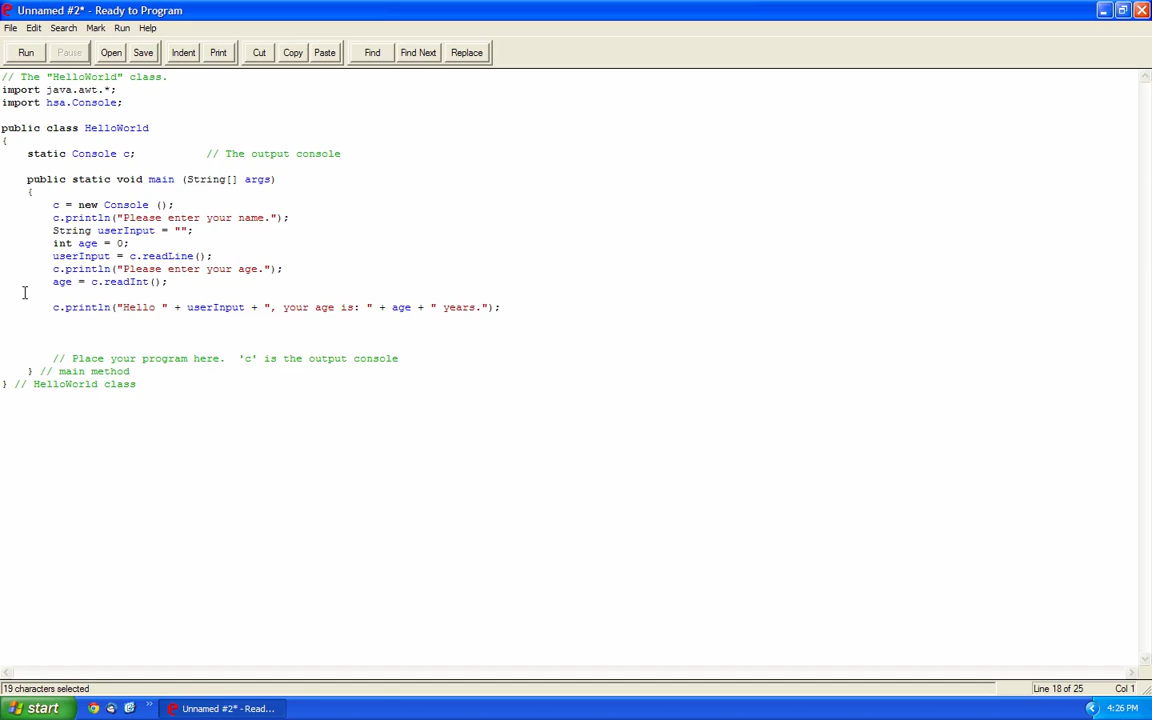 Unnamed #2* - Ready to Program
File Edit Search Mark Run Help
Run Pause Open Save Indent Print Cut Copy Paste Find Find Next Replace
// The "HelloWorld" class.
import java.awt.*;
import hsa.Console;
public class HelloWorld
{
static Console c; // The output console
public static void main (String[] args)
{
c = new Console ();
c.println("Please enter your name.");
String userInput = "";
int age = 0;
userInput = c.readLine();
c.println("Please enter your age.");
age = c.readInt();
c.println("Hello " + userInput + ", your age is: " + age + " years.");
// Place your program here.  'c' is the output console
} // main method
} // HelloWorld class
19 characters selected Line 18 of 25 Col 1
start Unnamed #2* - Read... 4:26 PM